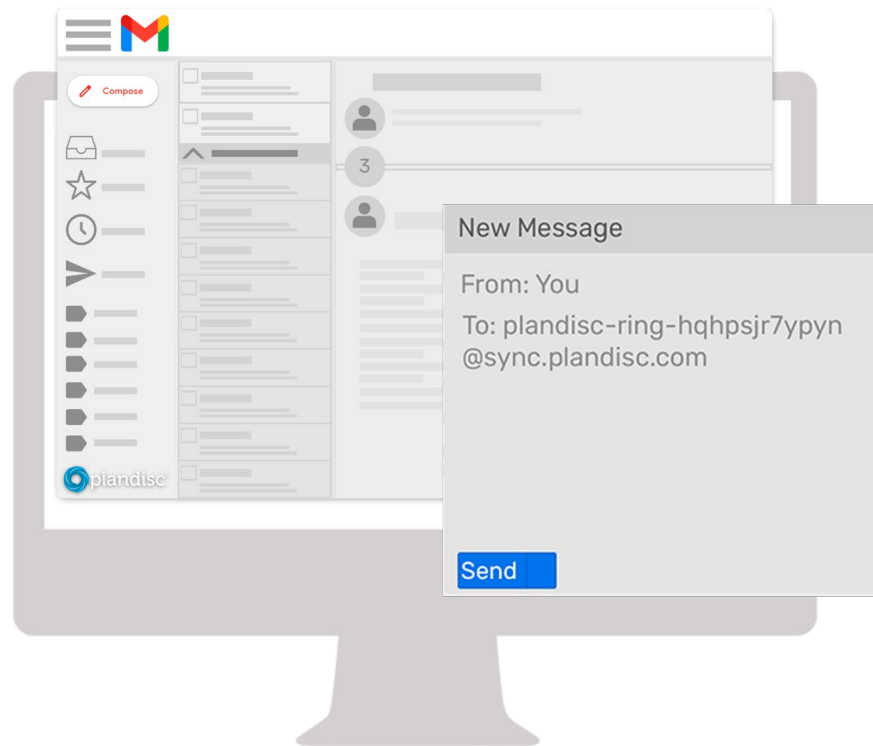 Compose
3
New Message
From: You
To: plandisc-ring-hqhpsjr7ypyn
@sync.plandisc.com
Send
plandisc